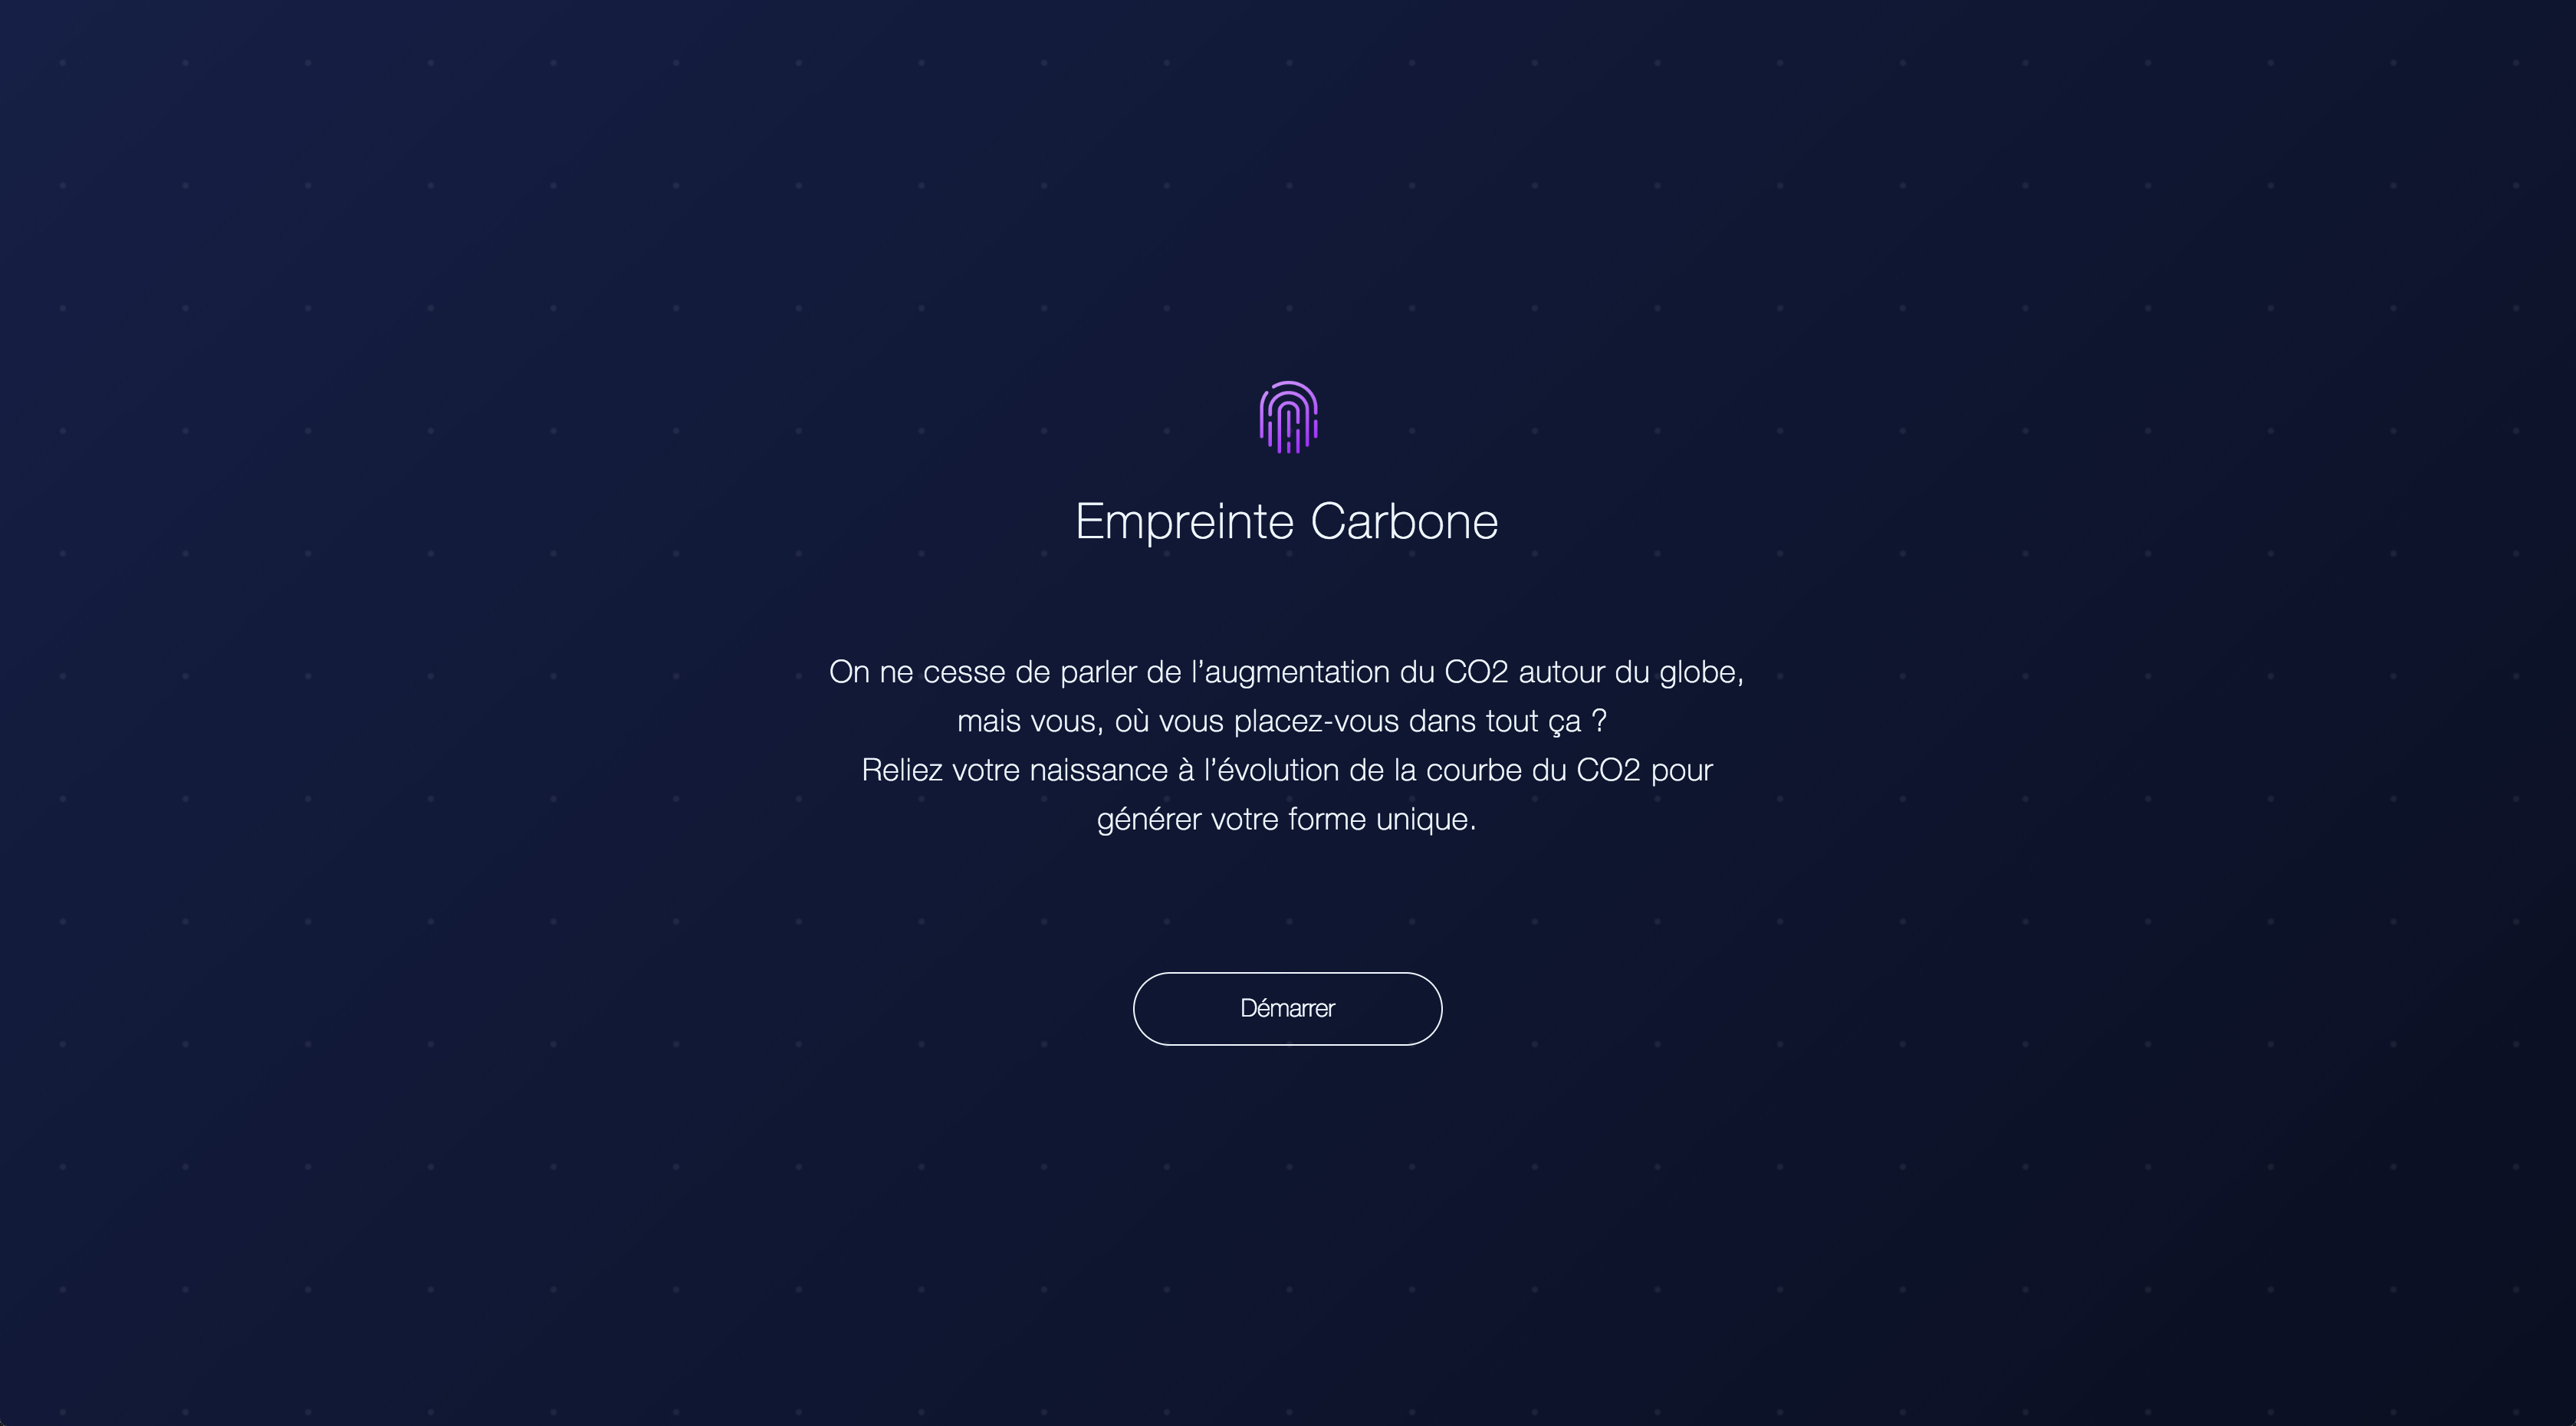 Empreinte Carbone
On ne cesse de parler de l’augmentation du CO2 autour du globe,
mais vous, où vous placez-vous dans tout ça ?
Reliez votre naissance à l’évolution de la courbe du CO2 pour
générer votre forme unique.
Démarrer